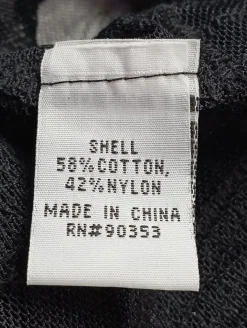 SHELL
58%COTTON,
42%NYLON
MADE IN CHINA
RN#90353